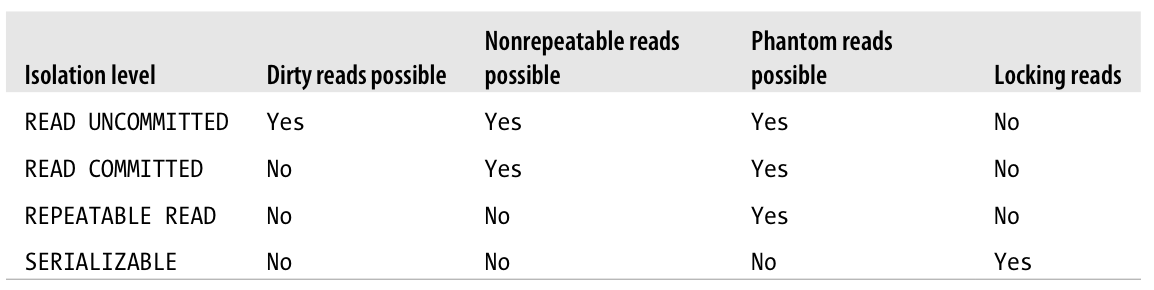 Nonrepeatable reads Phantom reads
Isolation level Dirty reads possible possible possible Locking reads
READ UNCOMMITTED Yes Yes Yes No
READ COMMITTED No Yes Yes No
REPEATABLE READ No No Yes No
SERIALIZABLE No No No Yes